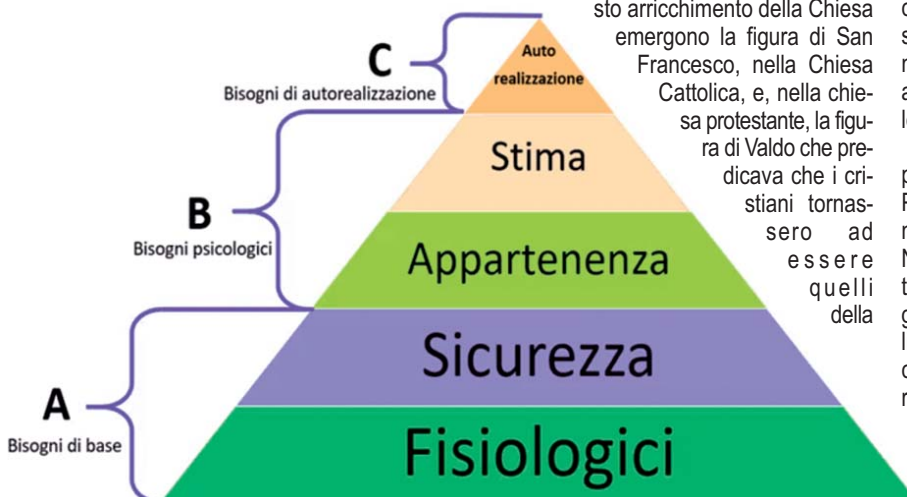 C
Bisogni di autorealizzazione
B
Bisogni psicologici
A
Bisogni di base
Auto
realizzazione
Stima
Appartenenza
Sicurezza
Fisiologici
sto arricchimento della Chiesa
emergono la figura di San
Francesco, nella Chiesa
Cattolica, e, nella chie-
sa protestante, la figu-
ra di Valdo che pre-
dicava che i cri-
stiani tornas-
sero ad
essere
quelli
della